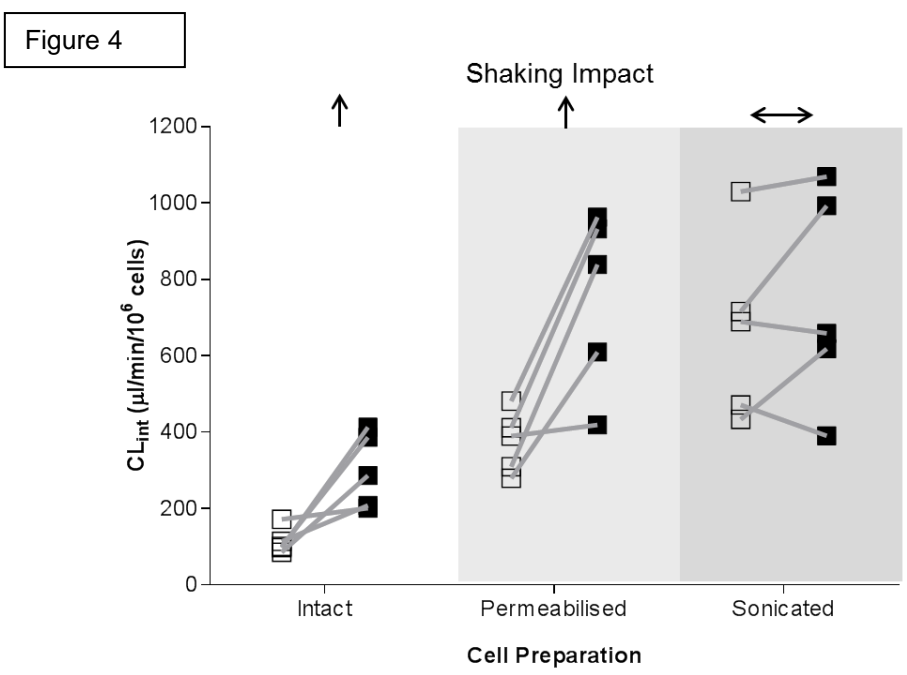 Figure 4
Shaking Impact
1200
1000
800
600
400
200
0
CLint (µl/min/10⁶ cells)
Intact
Permeabilised
Sonicated
Cell Preparation